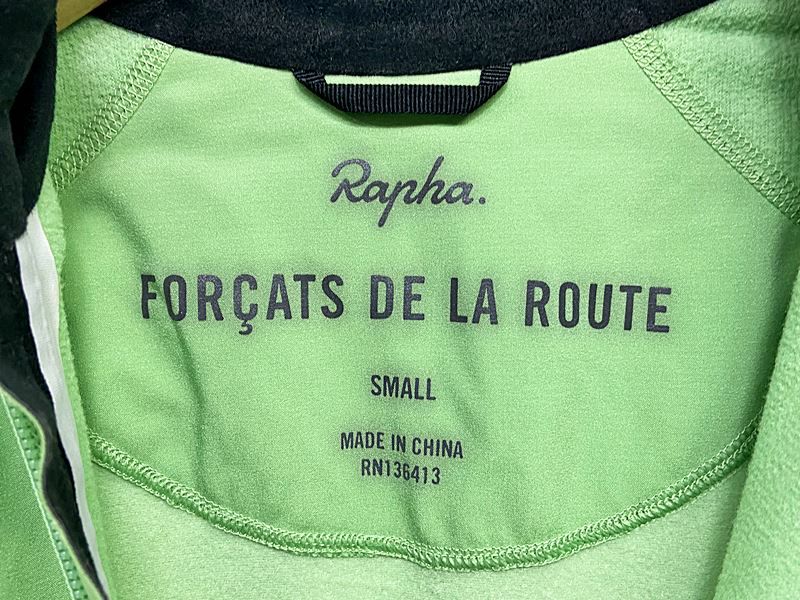 Rapha.
FORÇATS DE LA ROUTE
SMALL
MADE IN CHINA
RN136413